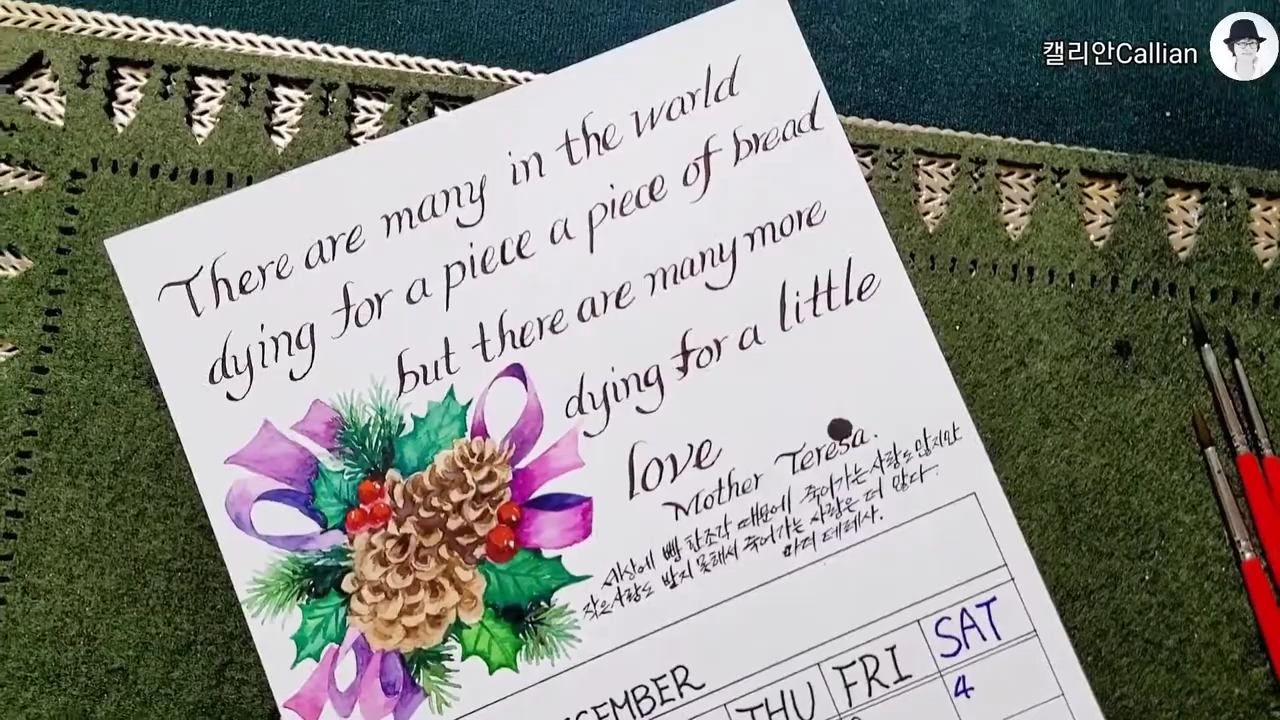 캘리안Callian
There are many in the warld
dying for a piece a piece of bread
but there are many more
dying for a little
love
Mother Teresa.
세상에 빵 한조각 때문에 죽어가는 사람도 많지만
작은사랑도 받지 못해서 죽어가는 사람은 더 많다.
마더 테레사.
CEMBER
THU FRI SAT
4